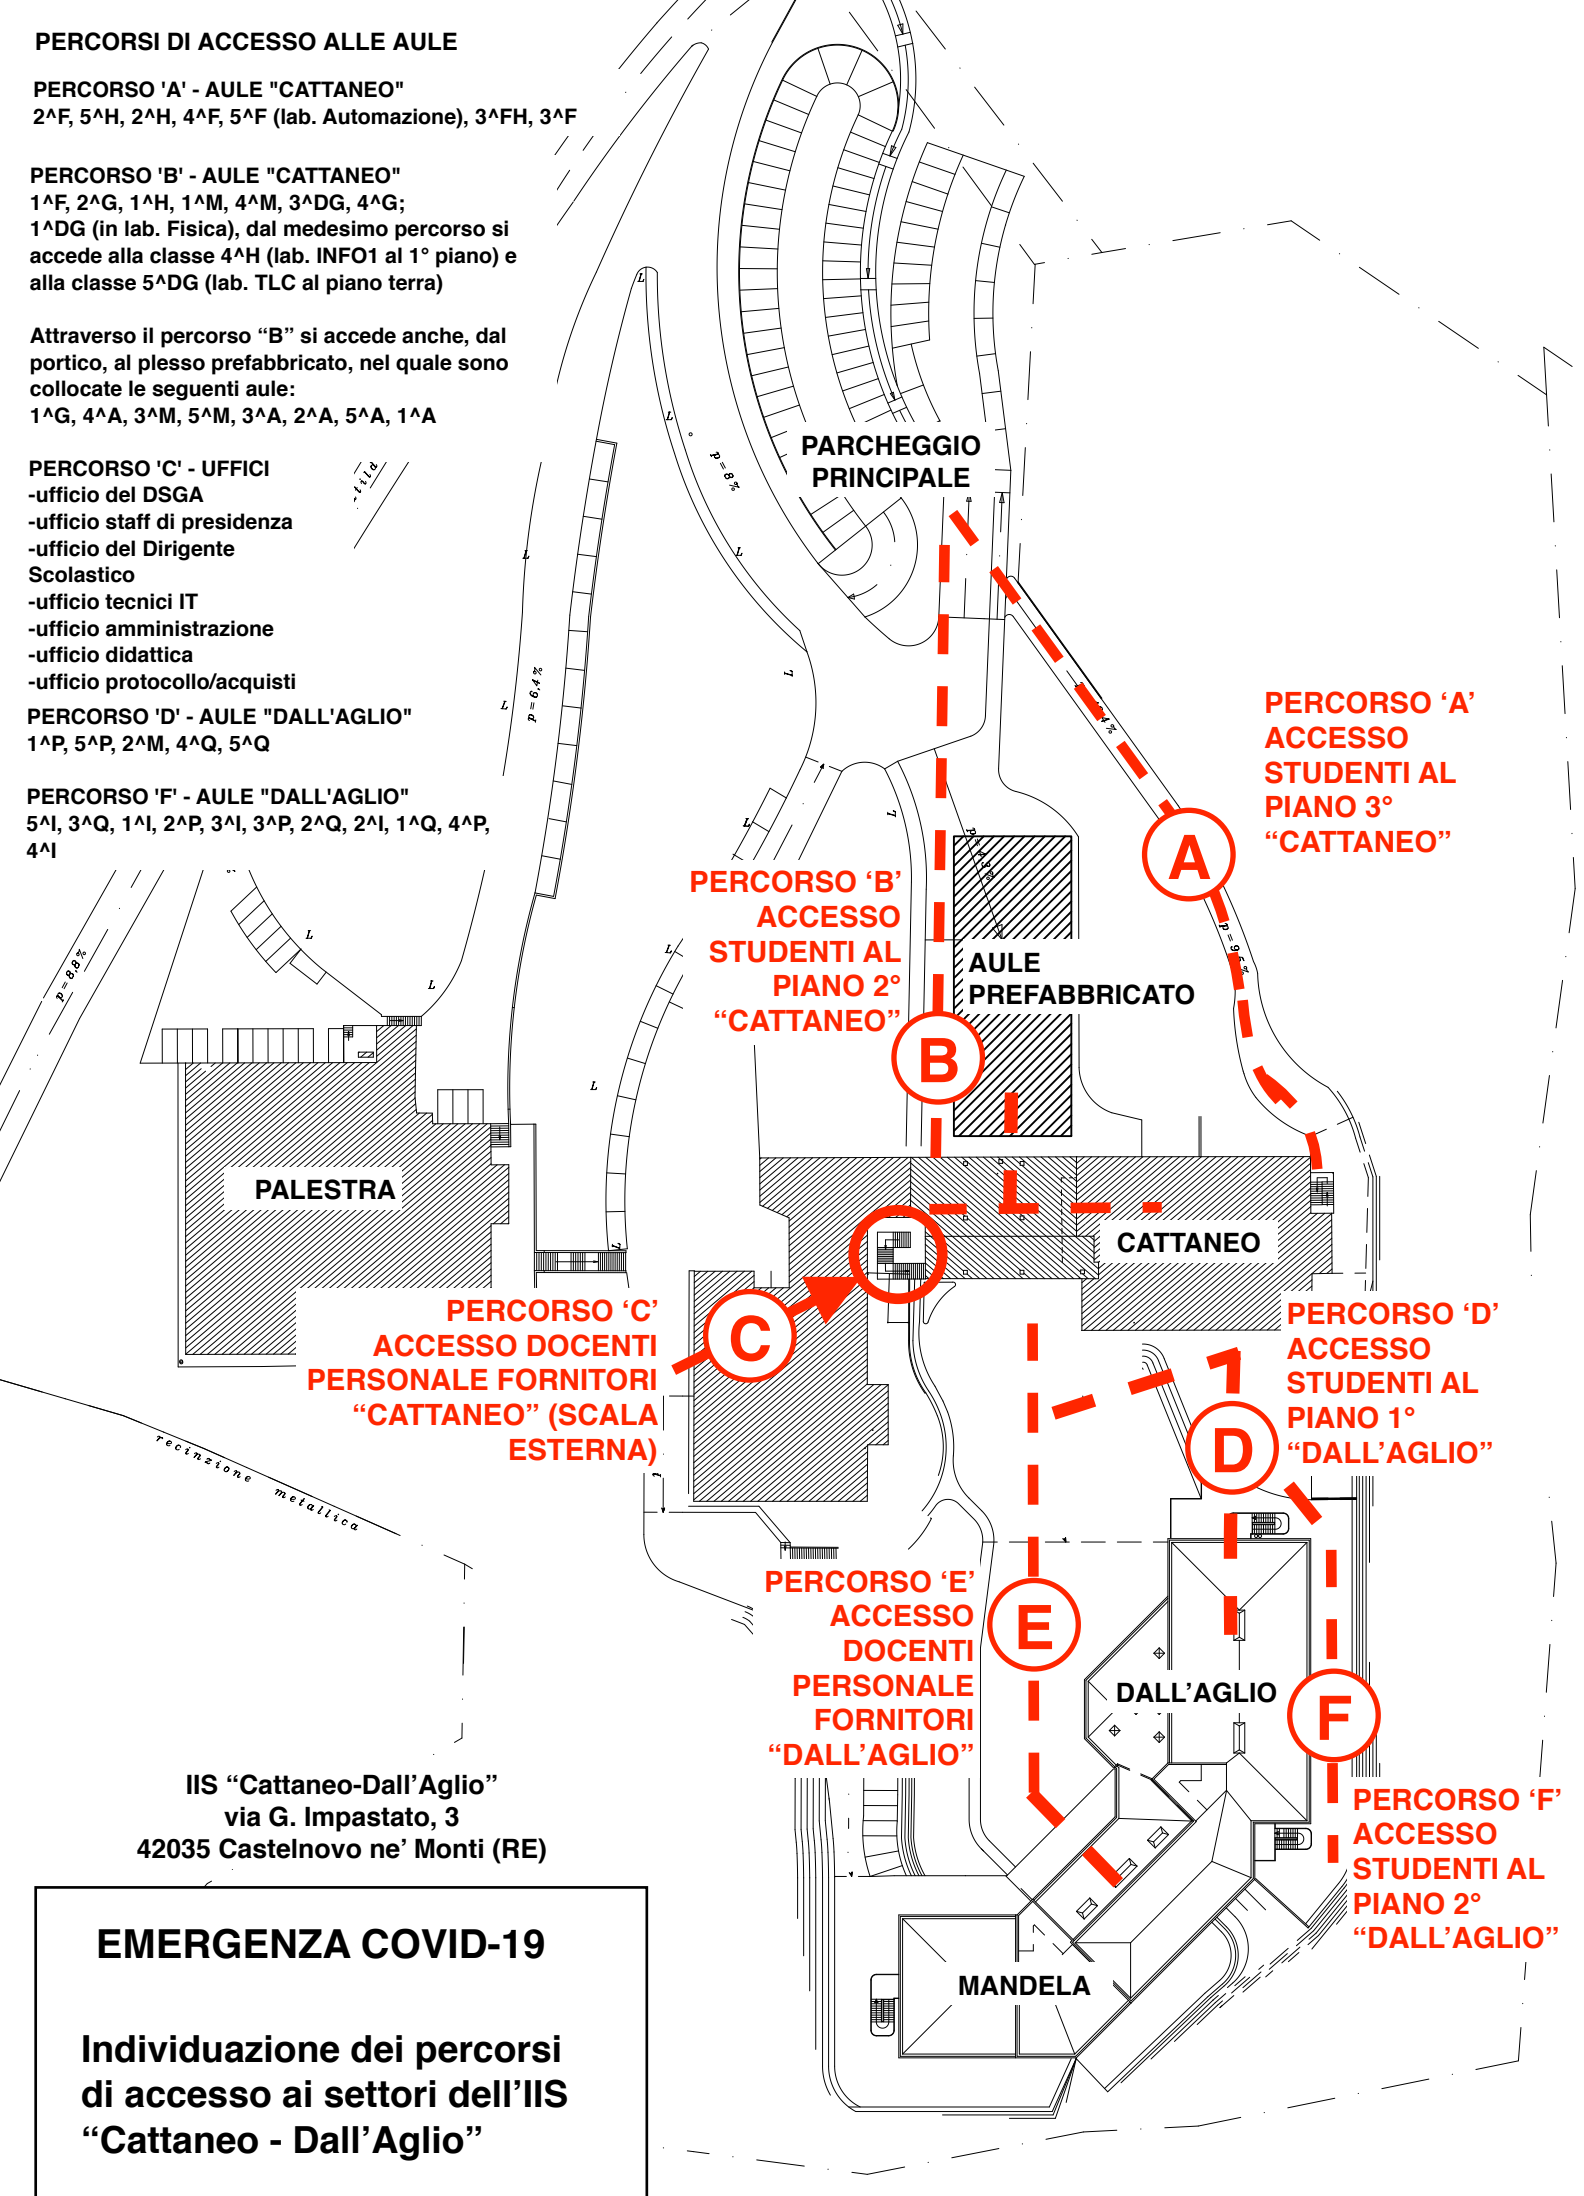 PERCORSI DI ACCESSO ALLE AULE
PERCORSO 'A' - AULE "CATTANEO"
2^F, 5^H, 2^H, 4^F, 5^F (lab. Automazione), 3^FH, 3^F
PERCORSO 'B' - AULE "CATTANEO"
1^F, 2^G, 1^H, 1^M, 4^M, 3^DG, 4^G;
1^DG (in lab. Fisica), dal medesimo percorso si
accede alla classe 4^H (lab. INFO1 al 1° piano) e
alla classe 5^DG (lab. TLC al piano terra)
Attraverso il percorso “B” si accede anche, dal
portico, al plesso prefabbricato, nel quale sono
collocate le seguenti aule:
1^G, 4^A, 3^M, 5^M, 3^A, 2^A, 5^A, 1^A
PERCORSO 'C' - UFFICI
-ufficio del DSGA
-ufficio staff di presidenza
-ufficio del Dirigente
Scolastico
-ufficio tecnici IT
-ufficio amministrazione
-ufficio didattica
-ufficio protocollo/acquisti
PERCORSO 'D' - AULE "DALL'AGLIO"
1^P, 5^P, 2^M, 4^Q, 5^Q
PERCORSO 'F' - AULE "DALL'AGLIO"
5^I, 3^Q, 1^I, 2^P, 3^I, 3^P, 2^Q, 2^I, 1^Q, 4^P,
4^I
PARCHEGGIO
PRINCIPALE
p=8%
p=6,4%
p=8,8%
PERCORSO ‘A’
ACCESSO
STUDENTI AL
PIANO 3°
“CATTANEO”
A
PERCORSO ‘B’
ACCESSO
STUDENTI AL
PIANO 2°
“CATTANEO”
B
AULE
PREFABBRICATO
PALESTRA
CATTANEO
PERCORSO ‘C’
ACCESSO DOCENTI
PERSONALE FORNITORI
“CATTANEO” (SCALA
ESTERNA)
C
PERCORSO ‘D’
ACCESSO
STUDENTI AL
PIANO 1°
“DALL’AGLIO”
D
recinzione metallica
PERCORSO ‘E’
ACCESSO
DOCENTI
PERSONALE
FORNITORI
“DALL’AGLIO”
E
DALL’AGLIO
F
PERCORSO ‘F’
ACCESSO
STUDENTI AL
PIANO 2°
“DALL’AGLIO”
MANDELA
IIS “Cattaneo-Dall’Aglio”
via G. Impastato, 3
42035 Castelnovo ne’ Monti (RE)
EMERGENZA COVID-19
Individuazione dei percorsi
di accesso ai settori dell’IIS
“Cattaneo - Dall’Aglio”